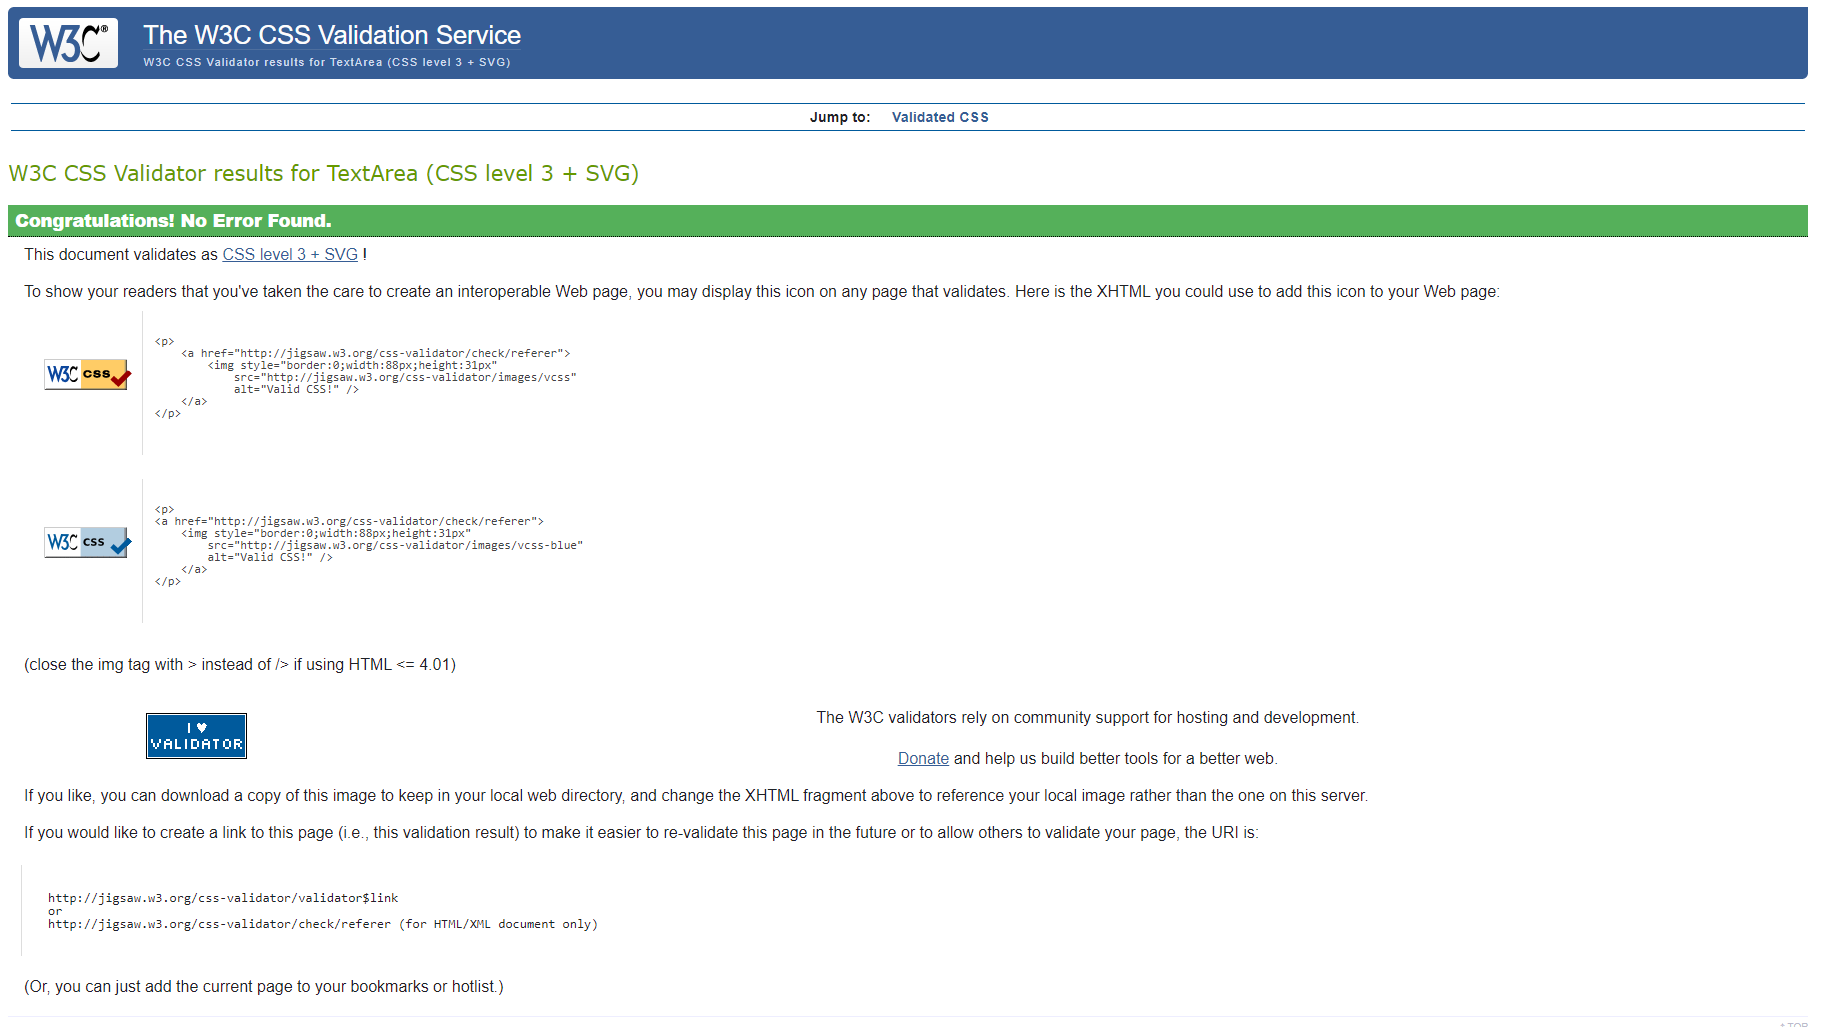 W3C®
The W3C CSS Validation Service
W3C CSS Validator results for TextArea (CSS level 3 + SVG)
Jump to: Validated CSS
W3C CSS Validator results for TextArea (CSS level 3 + SVG)
Congratulations! No Error Found.
This document validates as CSS level 3 + SVG !
To show your readers that you've taken the care to create an interoperable Web page, you may display this icon on any page that validates. Here is the XHTML you could use to add this icon to your Web page:
W3C css
<p>
<a href="http://jigsaw.w3.org/css-validator/check/referer">
<img style="border:0;width:88px;height:31px"
src="http://jigsaw.w3.org/css-validator/images/vcss"
alt="Valid CSS!" />
</a>
</p>
W3C css
<p>
<a href="http://jigsaw.w3.org/css-validator/check/referer">
<img style="border:0;width:88px;height:31px"
src="http://jigsaw.w3.org/css-validator/images/vcss-blue"
alt="Valid CSS!" />
</a>
</p>
(close the img tag with > instead of /> if using HTML <= 4.01)
I ♥
VALIDATOR
The W3C validators rely on community support for hosting and development.
Donate and help us build better tools for a better web.
If you like, you can download a copy of this image to keep in your local web directory, and change the XHTML fragment above to reference your local image rather than the one on this server.
If you would like to create a link to this page (i.e., this validation result) to make it easier to re-validate this page in the future or to allow others to validate your page, the URI is:
http://jigsaw.w3.org/css-validator/validator$link
or
http://jigsaw.w3.org/css-validator/check/referer (for HTML/XML document only)
(Or, you can just add the current page to your bookmarks or hotlist.)